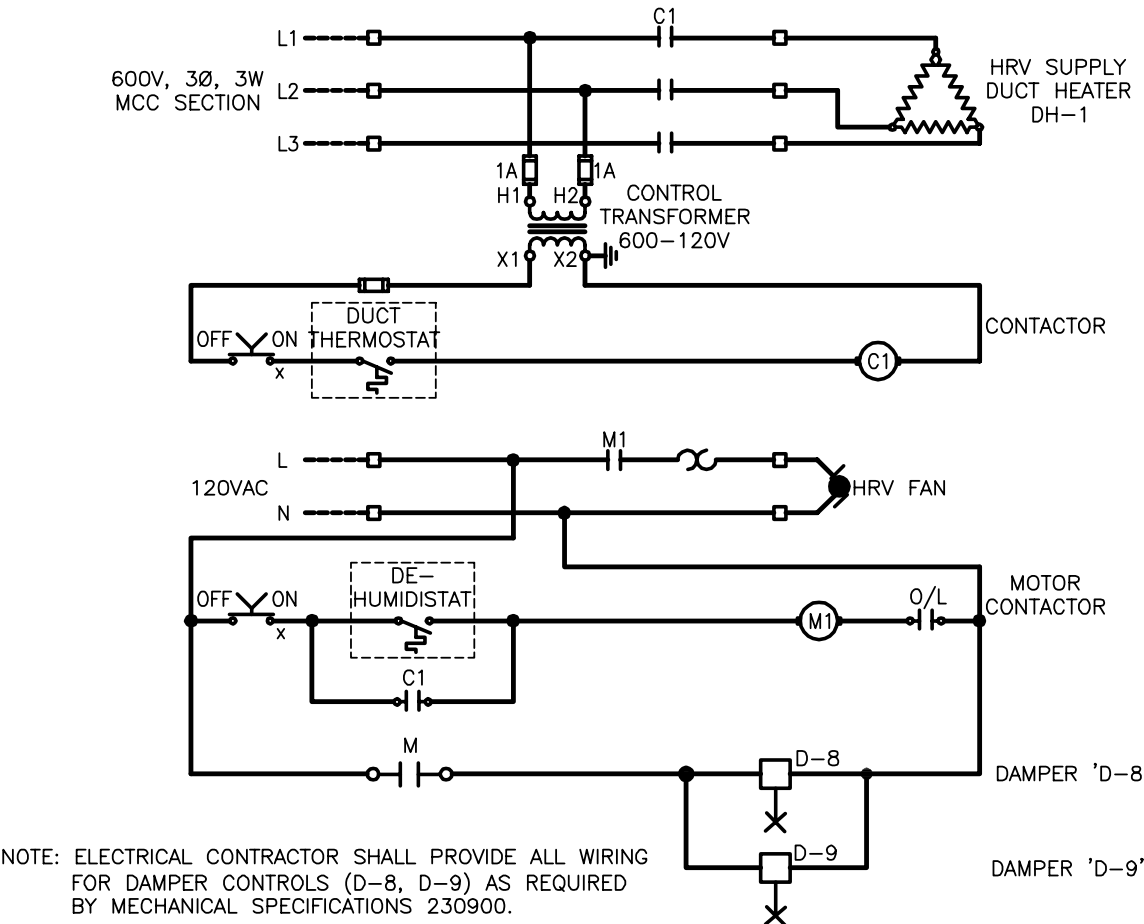 C1
L1
600V, 3Ø, 3W
MCC SECTION
L2
L3
HRV SUPPLY
DUCT HEATER
DH-1
1A
1A
H1
H2
CONTROL
TRANSFORMER
600-120V
X1
X2
DUCT
THERMOSTAT
OFF
ON
x
C1
CONTACTOR
M1
L
120VAC
N
HRV FAN
DE-
HUMIDISTAT
OFF
ON
x
M1
O/L
MOTOR
CONTACTOR
C1
M
D-8
DAMPER 'D-8
D-9
DAMPER 'D-9'
NOTE: ELECTRICAL CONTRACTOR SHALL PROVIDE ALL WIRING
FOR DAMPER CONTROLS (D-8, D-9) AS REQUIRED
BY MECHANICAL SPECIFICATIONS 230900.